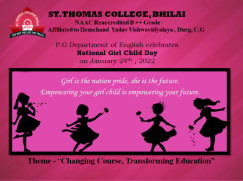 ST.THOMAS COLLEGE, BHILAI
NAAC Reaccredited B ++ Grade
Affiliated to Hemchand Yadav Vishwavidyalaya, Durg, C.G
P.G Department of English celebrates
National Girl Child Day
on January 24th , 2022
Girl is the nation pride, she is the future.
Empowering your girl child is empowering your future.
Theme - "Changing Course, Transforming Education"